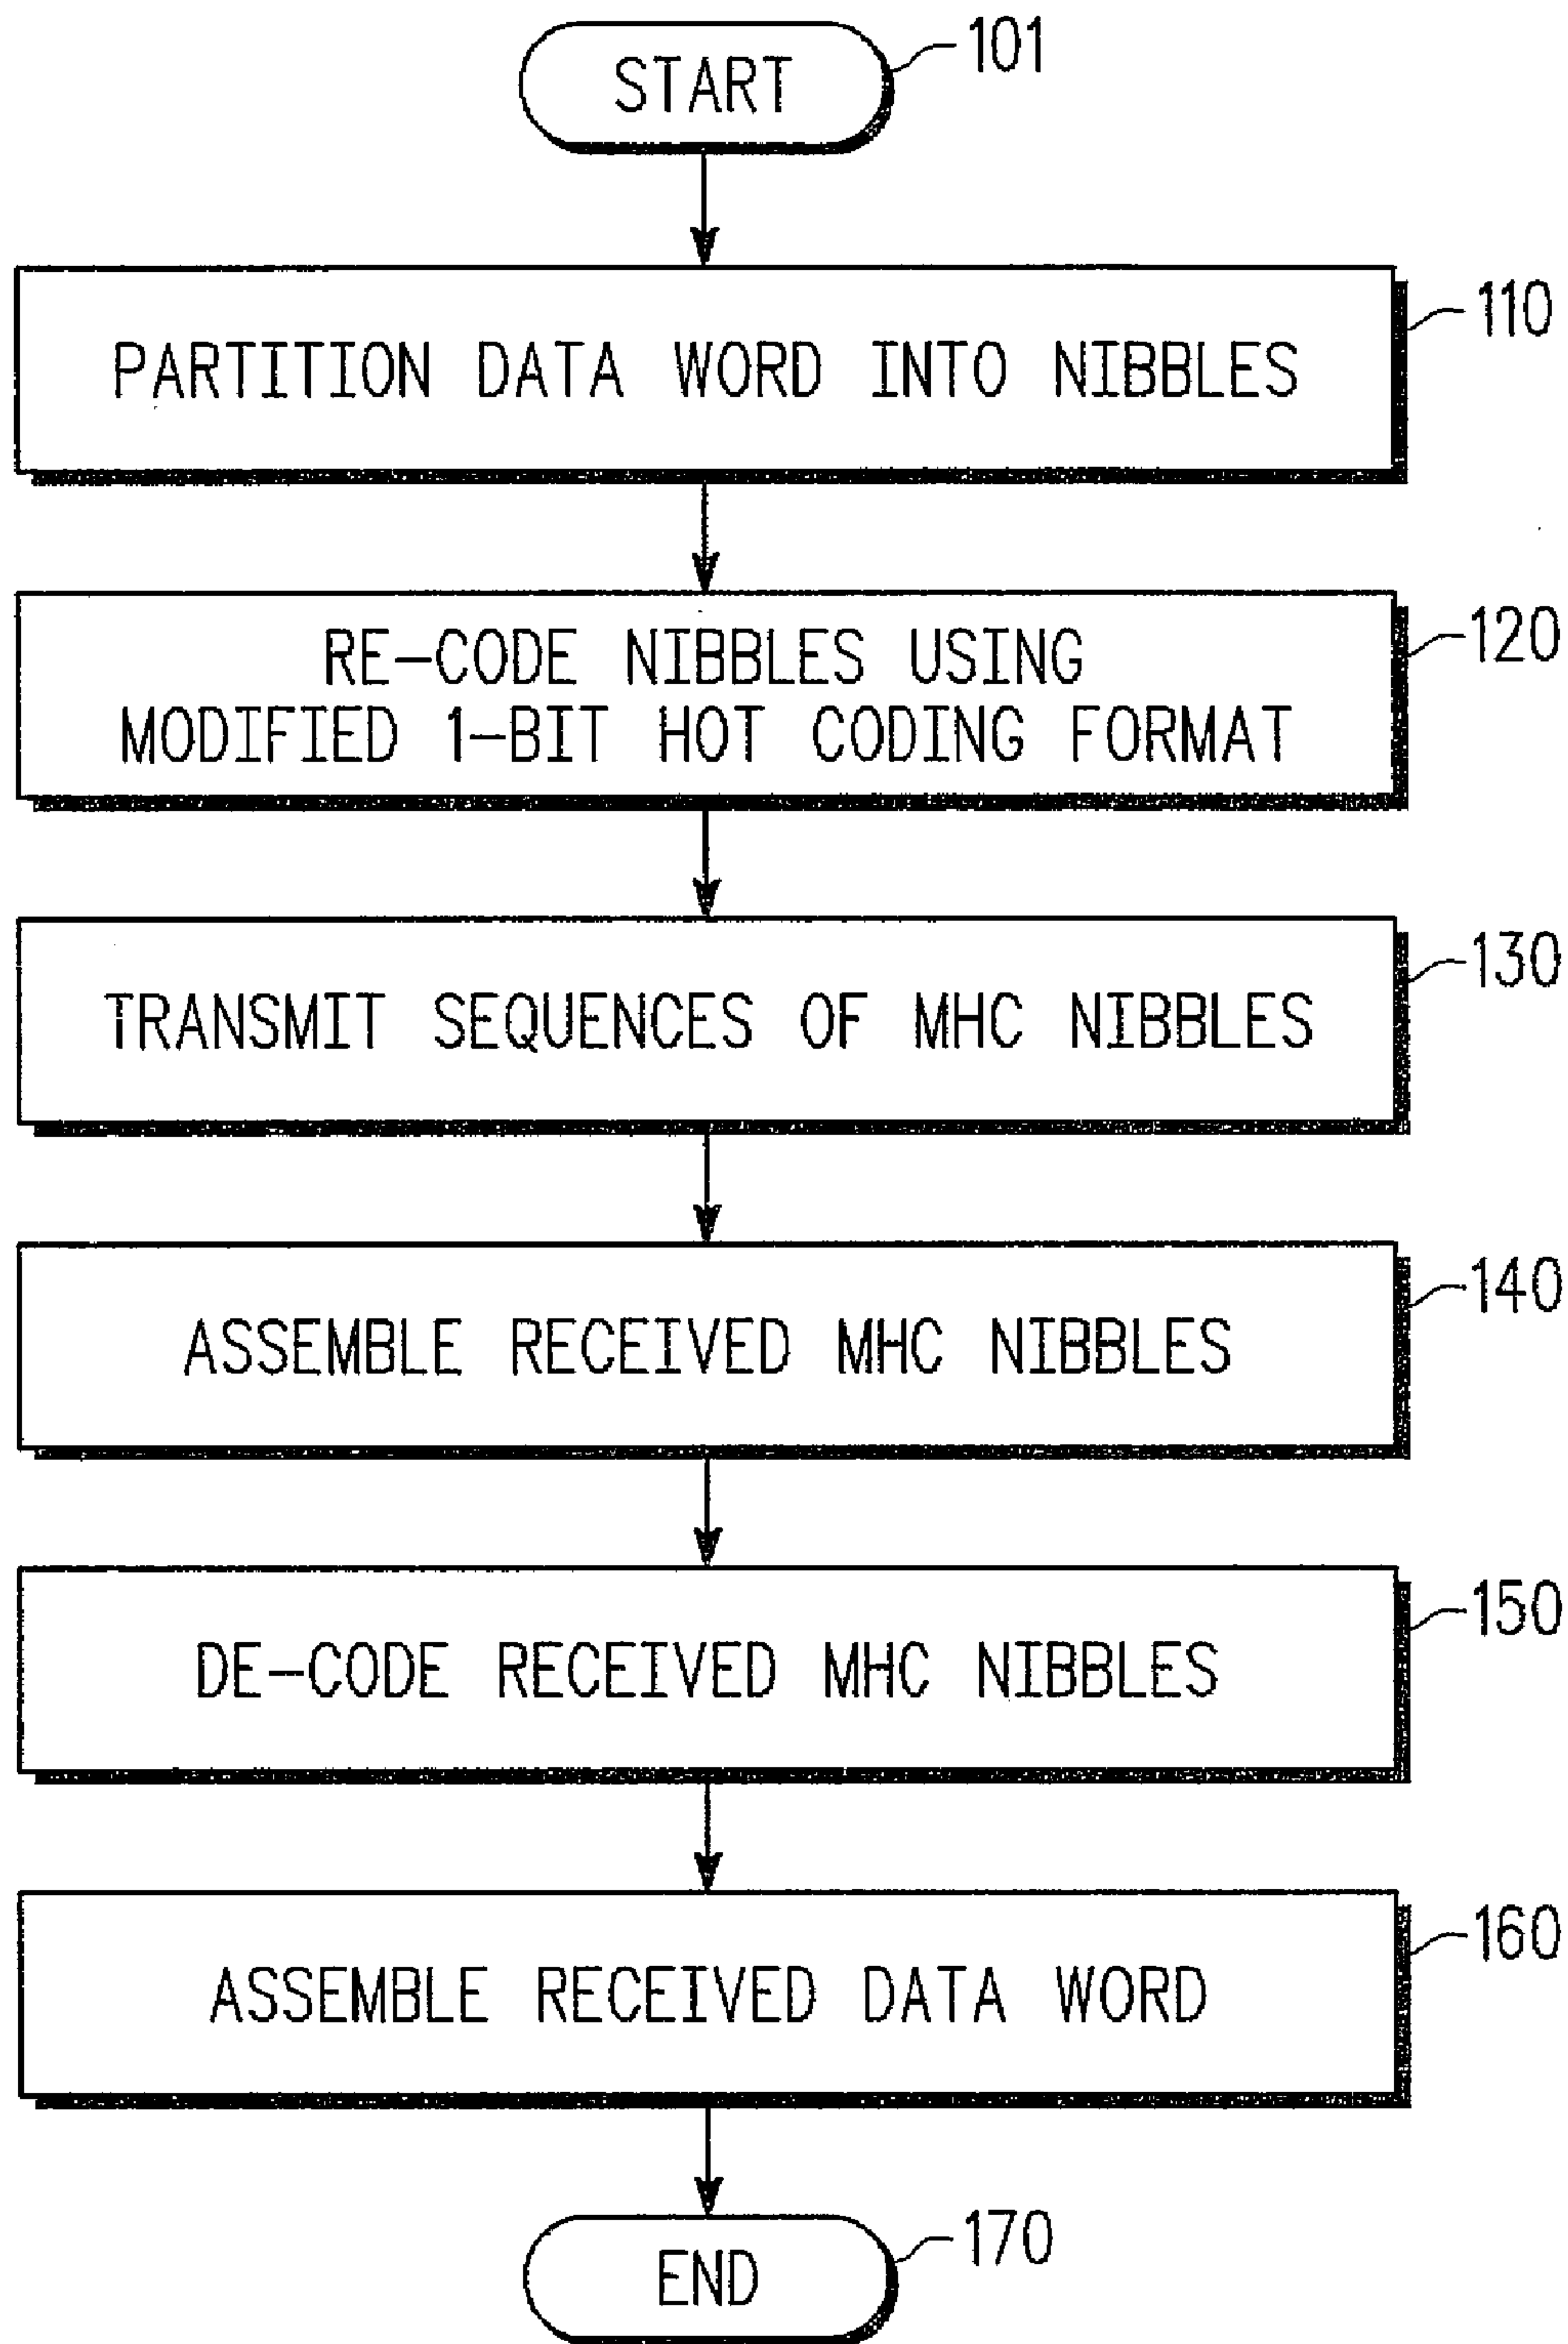 START
101
PARTITION DATA WORD INTO NIBBLES
110
RE-CODE NIBBLES USING
MODIFIED 1-BIT HOT CODING FORMAT
120
TRANSMIT SEQUENCES OF MHC NIBBLES
130
ASSEMBLE RECEIVED MHC NIBBLES
140
DE-CODE RECEIVED MHC NIBBLES
150
ASSEMBLE RECEIVED DATA WORD
160
END
170